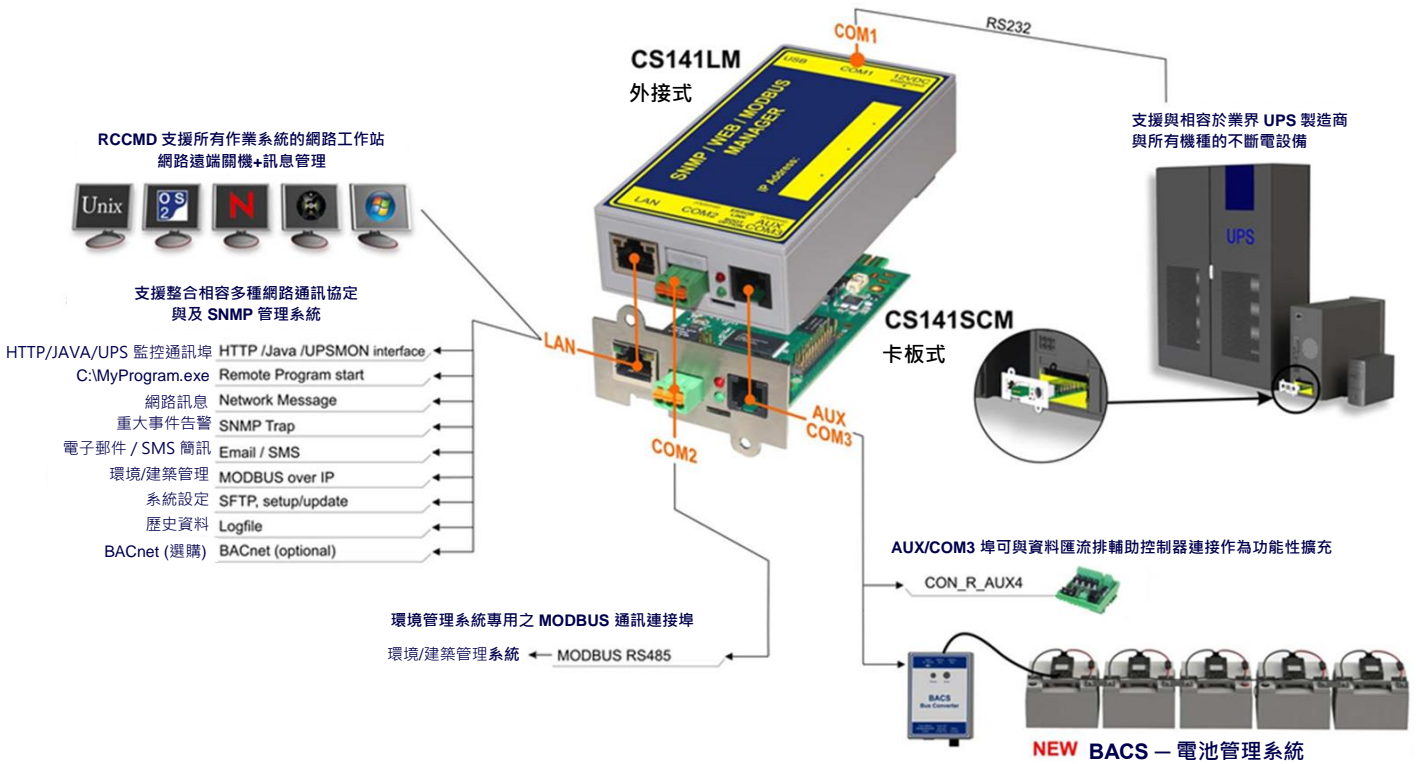 COM1
RS232
CS141LM
外接式
USB
COM1
12VDC
SNMP / WEB / MODBUS
MANAGER
IP Address:
LAN
COM2
ERROR
LINK
BOOT
OPTION
AUX
COM3
RCCMD 支援所有作業系統的網路工作站
網路遠端關機+訊息管理
Unix
OS
2
N
支援與相容於業界 UPS 製造商
與所有機種的不斷電設備
UPS
支援整合相容多種網路通訊協定
與及 SNMP 管理系統
LAN
CS141SCM
卡板式
AUX
COM3
COM2
HTTP/JAVA/UPS 監控通訊埠 HTTP /Java /UPSMON interface
C:\MyProgram.exe Remote Program start
網路訊息 Network Message
重大事件告警 SNMP Trap
電子郵件 / SMS 簡訊 Email / SMS
環境/建築管理 MODBUS over IP
系統設定 SFTP, setup/update
歷史資料 Logfile
BACnet (選購) BACnet (optional)
AUX/COM3 埠可與資料匯流排輔助控制器連接作為功能性擴充
CON_R_AUX4
環境管理系統專用之 MODBUS 通訊連接埠
環境/建築管理系統 MODBUS RS485
BACS
Bus Converter
NEW BACS — 電池管理系統